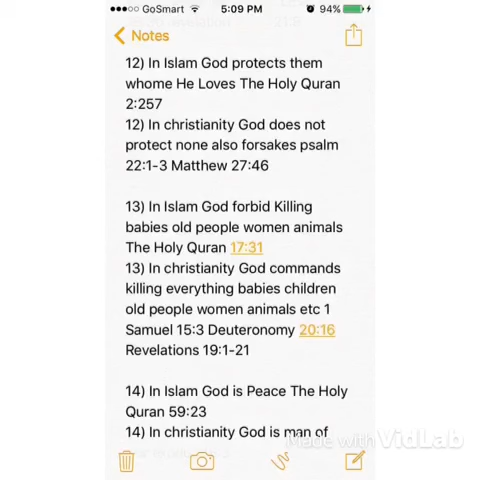 GoSmart 5:09 PM 94%
Notes
12) In Islam God protects them
whome He Loves The Holy Quran
2:257
12) In christianity God does not
protect none also forsakes psalm
22:1-3 Matthew 27:46
13) In Islam God forbid Killing
babies old people women animals
The Holy Quran 17:31
13) In christianity God commands
killing everything babies children
old people women animals etc 1
Samuel 15:3 Deuteronomy 20:16
Revelations 19:1-21
14) In Islam God is Peace The Holy
Quran 59:23
14) In christianity God is man of
Made with VidLab